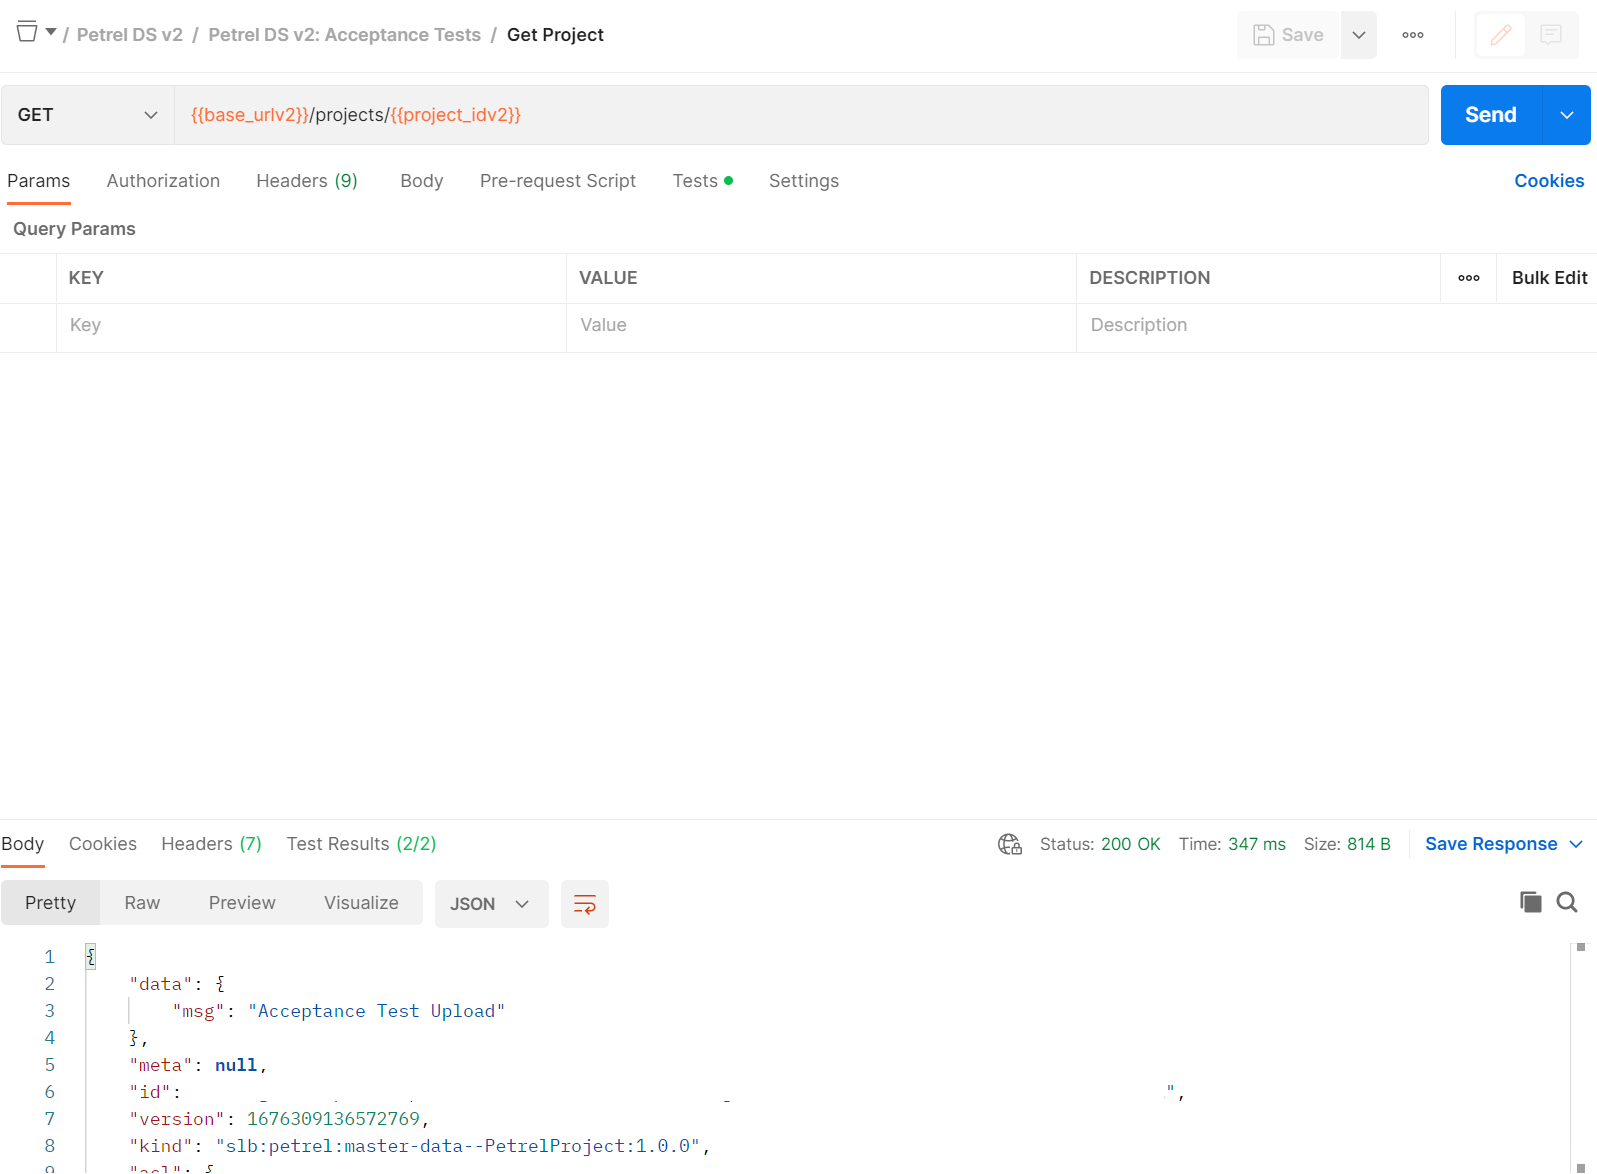 / Petrel DS v2 / Petrel DS v2: Acceptance Tests / Get Project
Save
GET
{{base_urlv2}}/projects/{{project_idv2}}
Send
Params Authorization Headers (9) Body Pre-request Script Tests Settings Cookies
Query Params
KEY VALUE DESCRIPTION Bulk Edit
Key Value Description
Body Cookies Headers (7) Test Results (2/2) Status: 200 OK Time: 347 ms Size: 814 B Save Response
Pretty Raw Preview Visualize JSON
1 {
2 "data": {
3 "msg": "Acceptance Test Upload"
4 },
5 "meta": null,
6 "id": ",
7 "version": 1676309136572769,
8 "kind": "slb:petrel:master-data--PetrelProject:1.0.0",
9 "acl": {